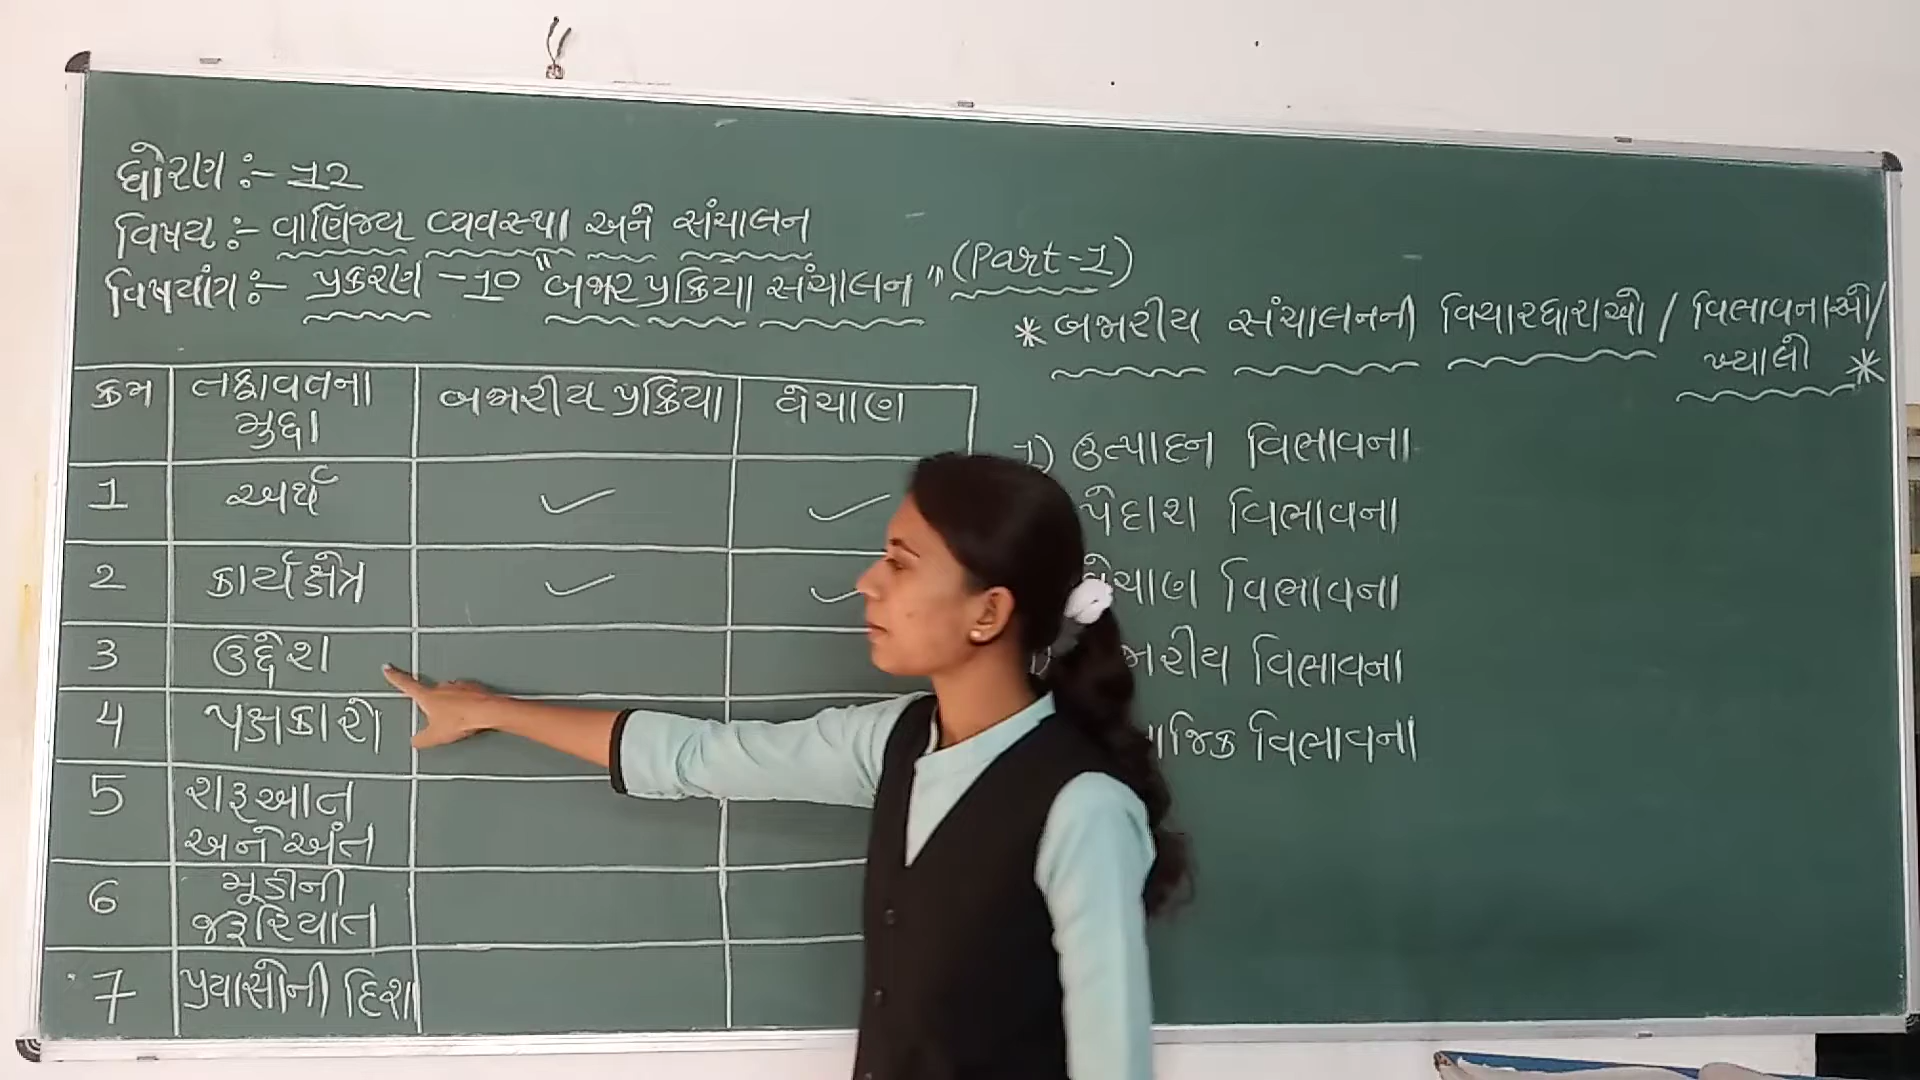 ધોરણ :- 12
વિષય :- વાણિજ્ય વ્યવસ્થા અને સંચાલન
વિષયાંગ :- પ્રકરણ -10 "બજાર પ્રક્રિયા સંચાલન" (Part-1)
ક્રમ તફાવતના મુદ્દા બજારીય પ્રક્રિયા વેચાણ
1 અર્થ ✓ ✓
2 કાર્યક્ષેત્ર ✓ ✓
3 ઉદ્દેશ
4 પક્ષકારો
5 શરૂઆત
અને અંત
6 મૂડીની
જરૂરિયાત
7 પ્રયાસોની દિશા
* બજારીય સંચાલનની વિચારધારાઓ / વિભાવનાઓ /
ખ્યાલો *
1) ઉત્પાદન વિભાવના
પેદાશ વિભાવના
વેચાણ વિભાવના
વિભાવના
વિભાવના